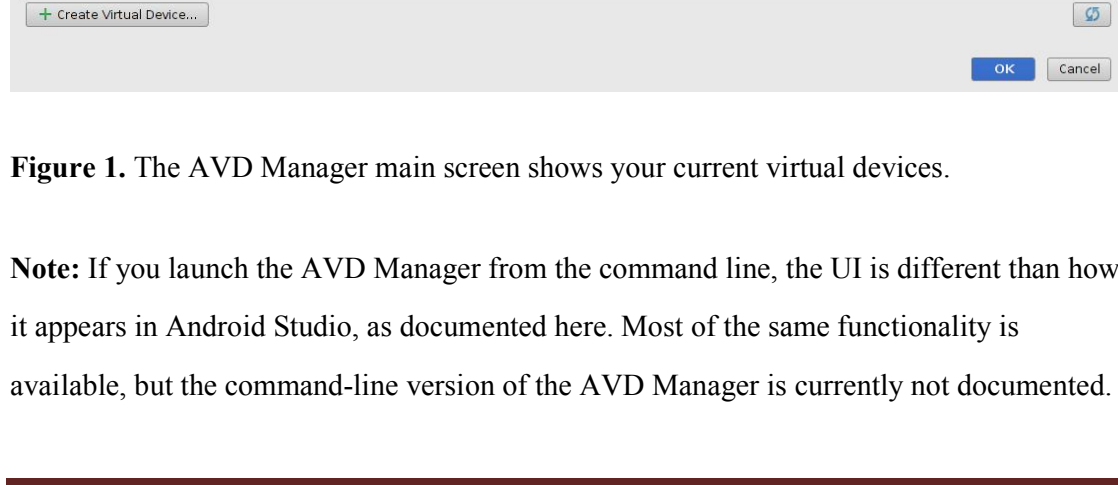 + Create Virtual Device...
OK Cancel
Figure 1. The AVD Manager main screen shows your current virtual devices.
Note: If you launch the AVD Manager from the command line, the UI is different than how
it appears in Android Studio, as documented here. Most of the same functionality is
available, but the command-line version of the AVD Manager is currently not documented.